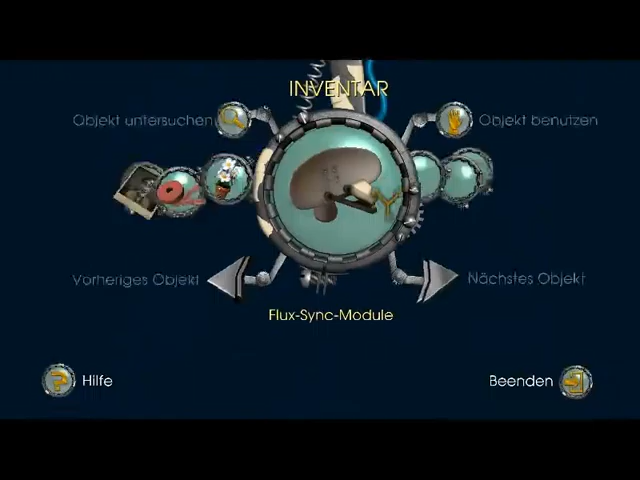 INVENTAR
Objekt untersuchen
Objekt benutzen
Vorheriges Objekt
Nächstes Objekt
Flux-Sync-Module
Hilfe
Beenden